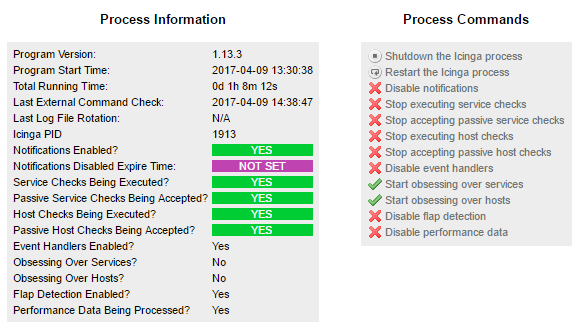 Process Information
Program Version: 1.13.3
Program Start Time: 2017-04-09 13:30:38
Total Running Time: 0d 1h 8m 12s
Last External Command Check: 2017-04-09 14:38:47
Last Log File Rotation: N/A
Icinga PID 1913
Notifications Enabled? YES
Notifications Disabled Expire Time: NOT SET
Service Checks Being Executed? YES
Passive Service Checks Being Accepted? YES
Host Checks Being Executed? YES
Passive Host Checks Being Accepted? YES
Event Handlers Enabled? Yes
Obsessing Over Services? No
Obsessing Over Hosts? No
Flap Detection Enabled? Yes
Performance Data Being Processed? Yes
Process Commands
Shutdown the Icinga process
Restart the Icinga process
Disable notifications
Stop executing service checks
Stop accepting passive service checks
Stop executing host checks
Stop accepting passive host checks
Disable event handlers
Start obsessing over services
Start obsessing over hosts
Disable flap detection
Disable performance data